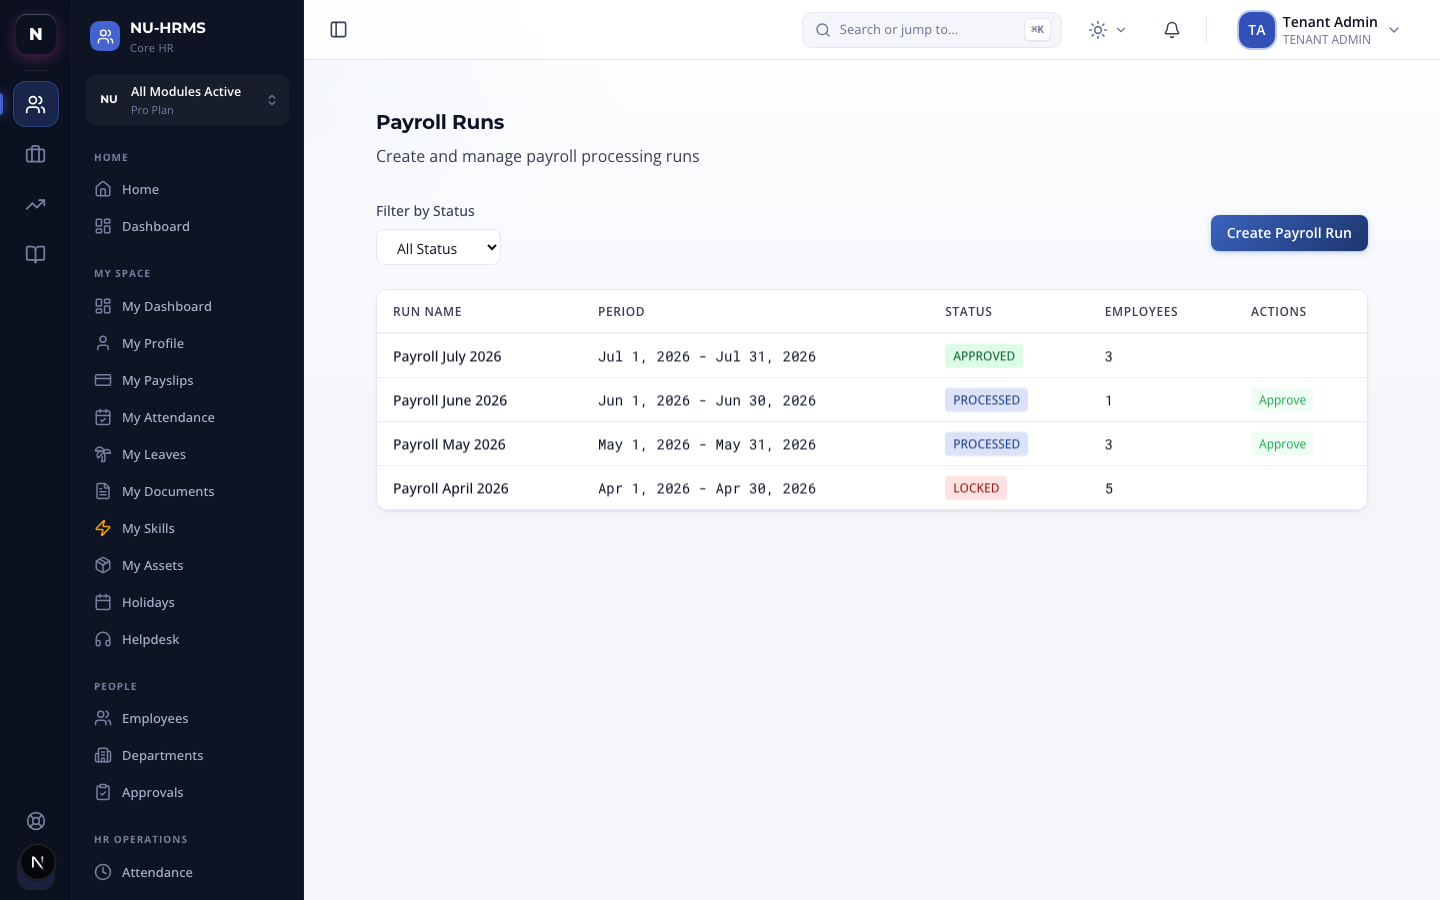 N
NU-HRMS
Core HR
NU
All Modules Active
Pro Plan
HOME
Home
Dashboard
MY SPACE
My Dashboard
My Profile
My Payslips
My Attendance
My Leaves
My Documents
My Skills
My Assets
Holidays
Helpdesk
PEOPLE
Employees
Departments
Approvals
HR OPERATIONS
Attendance
N
Search or jump to...
⌘K
TA
Tenant Admin
TENANT ADMIN
Payroll Runs
Create and manage payroll processing runs
Filter by Status
All Status
Create Payroll Run
RUN NAME PERIOD STATUS EMPLOYEES ACTIONS
Payroll July 2026 Jul 1, 2026 - Jul 31, 2026 APPROVED 3
Payroll June 2026 Jun 1, 2026 - Jun 30, 2026 PROCESSED 1 Approve
Payroll May 2026 May 1, 2026 - May 31, 2026 PROCESSED 3 Approve
Payroll April 2026 Apr 1, 2026 - Apr 30, 2026 LOCKED 5